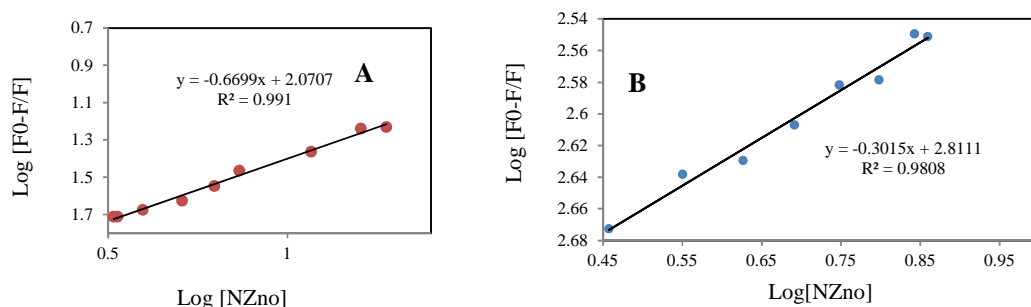 0.7
0.9
1.1
1.3
1.5
1.7
Log [F0-F/F]
y = -0.6699x + 2.0707
R² = 0.991
A
0.5
1
Log [NZno]
2.54
2.56
2.58
2.6
2.62
2.64
2.66
2.68
Log [F0-F/F]
B
y = -0.3015x + 2.8111
R² = 0.9808
0.45
0.55
0.65
0.75
0.85
0.95
Log[NZno]